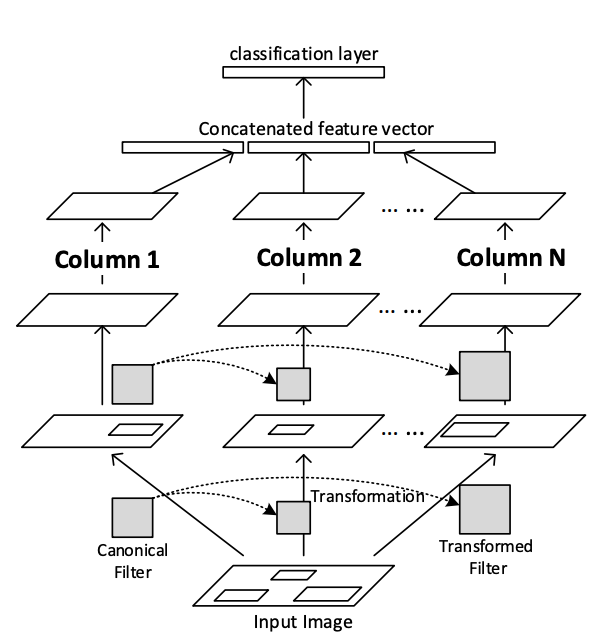 classification layer
Concatenated feature vector
... ...
Column 1
Column 2
Column N
... ...
... ...
Transformation
Canonical
Filter
Transformed
Filter
Input Image